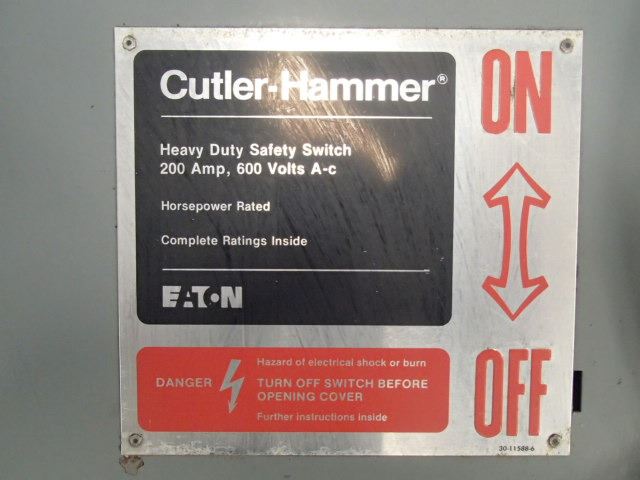 Cutler-Hammer®
Heavy Duty Safety Switch
200 Amp, 600 Volts A-c
Horsepower Rated
Complete Ratings Inside
EATON
ON
OFF
DANGER
Hazard of electrical shock or burn
TURN OFF SWITCH BEFORE
OPENING COVER
Further instructions inside
30-11588-6